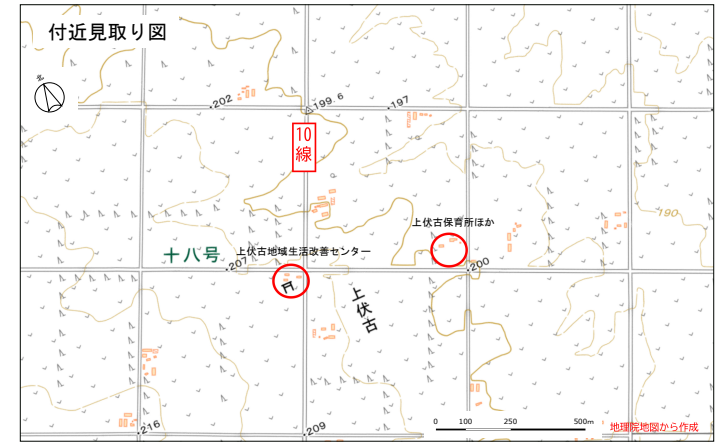 付近見取り図
北
202
199.6
197
10
線
上伏古保育所ほか
190
十八号
上伏古地域生活改善センター
207
200
上伏古
216
209
0 100 250 500m
地理院地図から作成